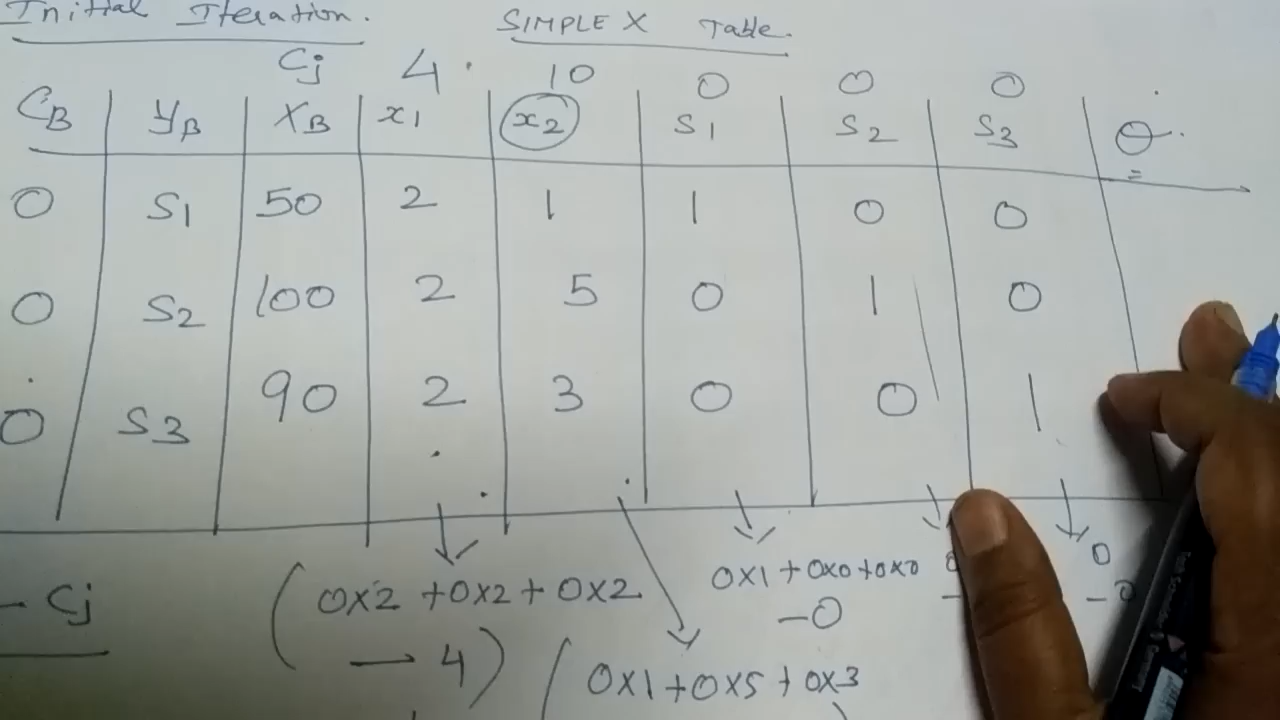 Initial Iteration. SIMPLEX Table.
Cj 4 10 0 0 0
CB yB XB x1 x2 S1 S2 S3 θ
0 S1 50 2 1 1 0 0
0 S2 100 2 5 0 1 0
0 S3 90 2 3 0 0 1
- Cj (0x2 + 0x2 + 0x2 - 4)
(0x1 + 0x5 + 0x3
0x1 + 0x0 + 0x0 - 0
0 - 0